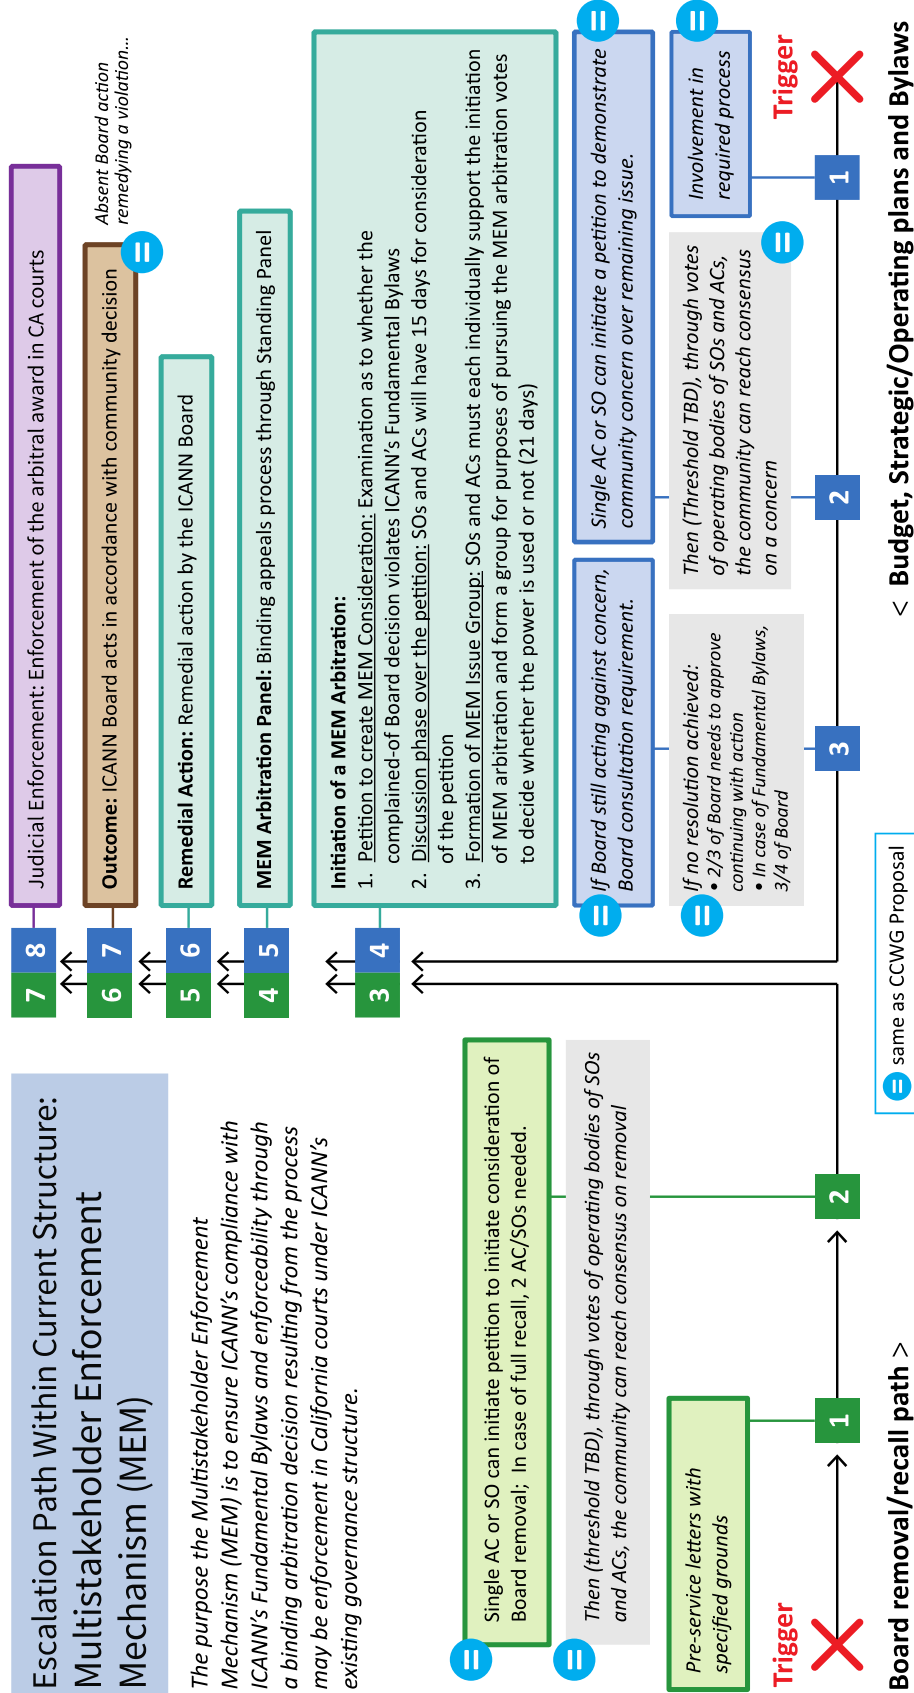 Escalation Path Within Current Structure:
Multistakeholder Enforcement
Mechanism (MEM)
The purpose the Multistakeholder Enforcement
Mechanism (MEM) is to ensure ICANN's compliance with
ICANN's Fundamental Bylaws and enforceability through
a binding arbitration decision resulting from the process
may be enforcement in California courts under ICANN's
existing governance structure.
7 8
Judicial Enforcement: Enforcement of the arbitral award in CA courts
6 7
Outcome: ICANN Board acts in accordance with community decision
=
Absent Board action
remedying a violation...
5 6
Remedial Action: Remedial action by the ICANN Board
4 5
MEM Arbitration Panel: Binding appeals process through Standing Panel
3 4
Initiation of a MEM Arbitration:
1. Petition to create MEM Consideration: Examination as to whether the
complained-of Board decision violates ICANN's Fundamental Bylaws
2. Discussion phase over the petition: SOs and ACs will have 15 days for consideration
of the petition
3. Formation of MEM Issue Group: SOs and ACs must each individually support the initiation
of MEM arbitration and form a group for purposes of pursuing the MEM arbitration votes
to decide whether the power is used or not (21 days)
=
Single AC or SO can initiate petition to initiate consideration of
Board removal; In case of full recall, 2 AC/SOs needed.
=
Then (threshold TBD), through votes of operating bodies of SOs
and ACs, the community can reach consensus on removal
Pre-service letters with
specified grounds
Trigger
1
2
Board removal/recall path >
=
If Board still acting against concern,
Board consultation requirement.
=
If no resolution achieved:
• 2/3 of Board needs to approve
continuing with action
• In case of Fundamental Bylaws,
3/4 of Board
3
=
Single AC or SO can initiate a petition to demonstrate
community concern over remaining issue.
=
Then (Threshold TBD), through votes
of operating bodies of SOs and ACs,
the community can reach consensus
on a concern
2
=
Involvement in
required process
1
Trigger
< Budget, Strategic/Operating plans and Bylaws
= same as CCWG Proposal